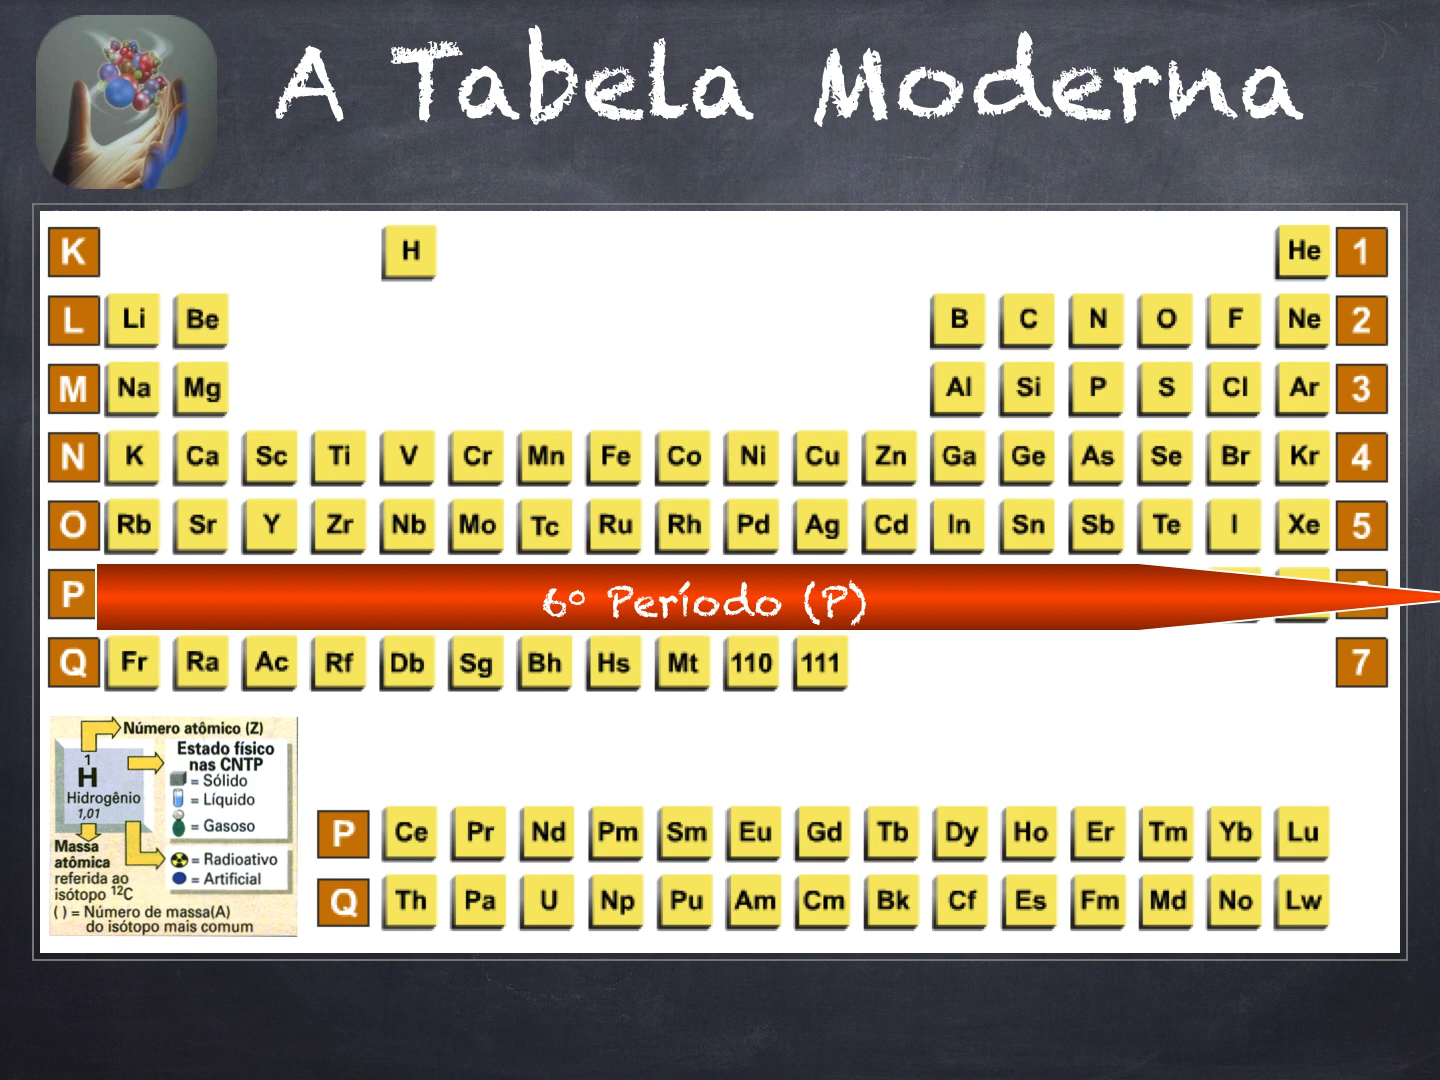 A Tabela Moderna
K H He 1
L Li Be B C N O F Ne 2
M Na Mg Al Si P S Cl Ar 3
N K Ca Sc Ti V Cr Mn Fe Co Ni Cu Zn Ga Ge As Se Br Kr 4
O Rb Sr Y Zr Nb Mo Tc Ru Rh Pd Ag Cd In Sn Sb Te I Xe 5
P 6º Período (P)
Q Fr Ra Ac Rf Db Sg Bh Hs Mt 110 111 7
Número atômico (Z)
Estado físico
nas CNTP
= Sólido
= Líquido
= Gasoso
= Radioativo
= Artificial
1
H
Hidrogênio
1,01
Massa
atômica
referida ao
isótopo ¹²C
( ) = Número de massa(A)
do isótopo mais comum
P Ce Pr Nd Pm Sm Eu Gd Tb Dy Ho Er Tm Yb Lu
Q Th Pa U Np Pu Am Cm Bk Cf Es Fm Md No Lw